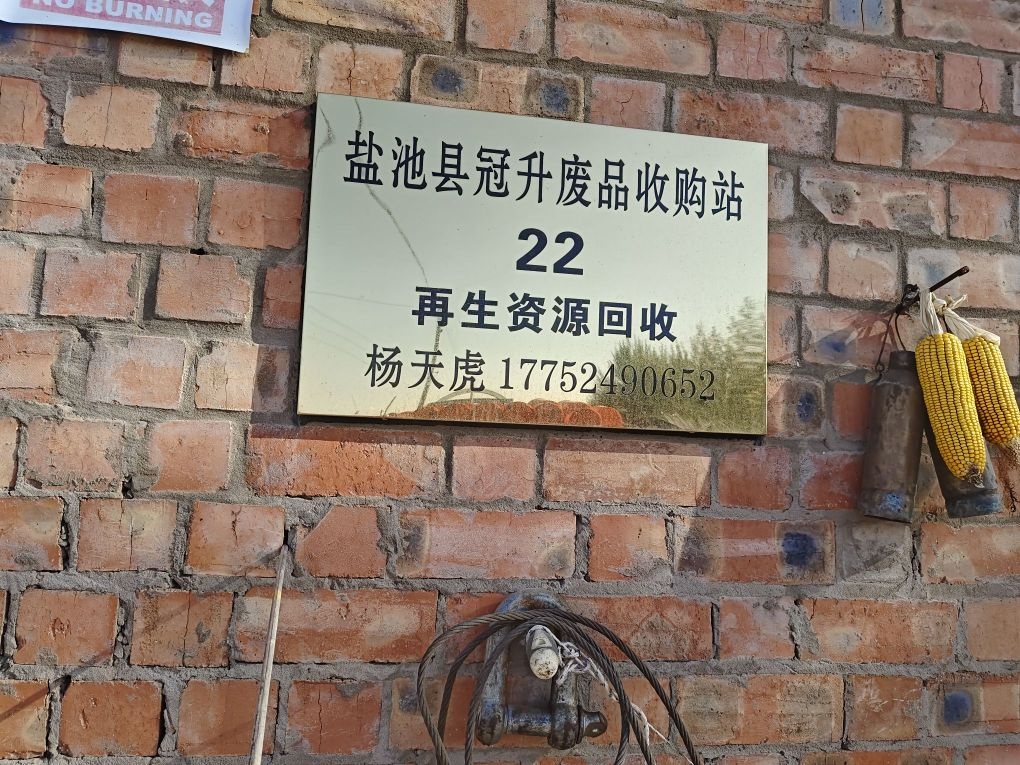 NO BURNING
盐池县冠升废品收购站
22
再生资源回收
杨天虎 17752490652